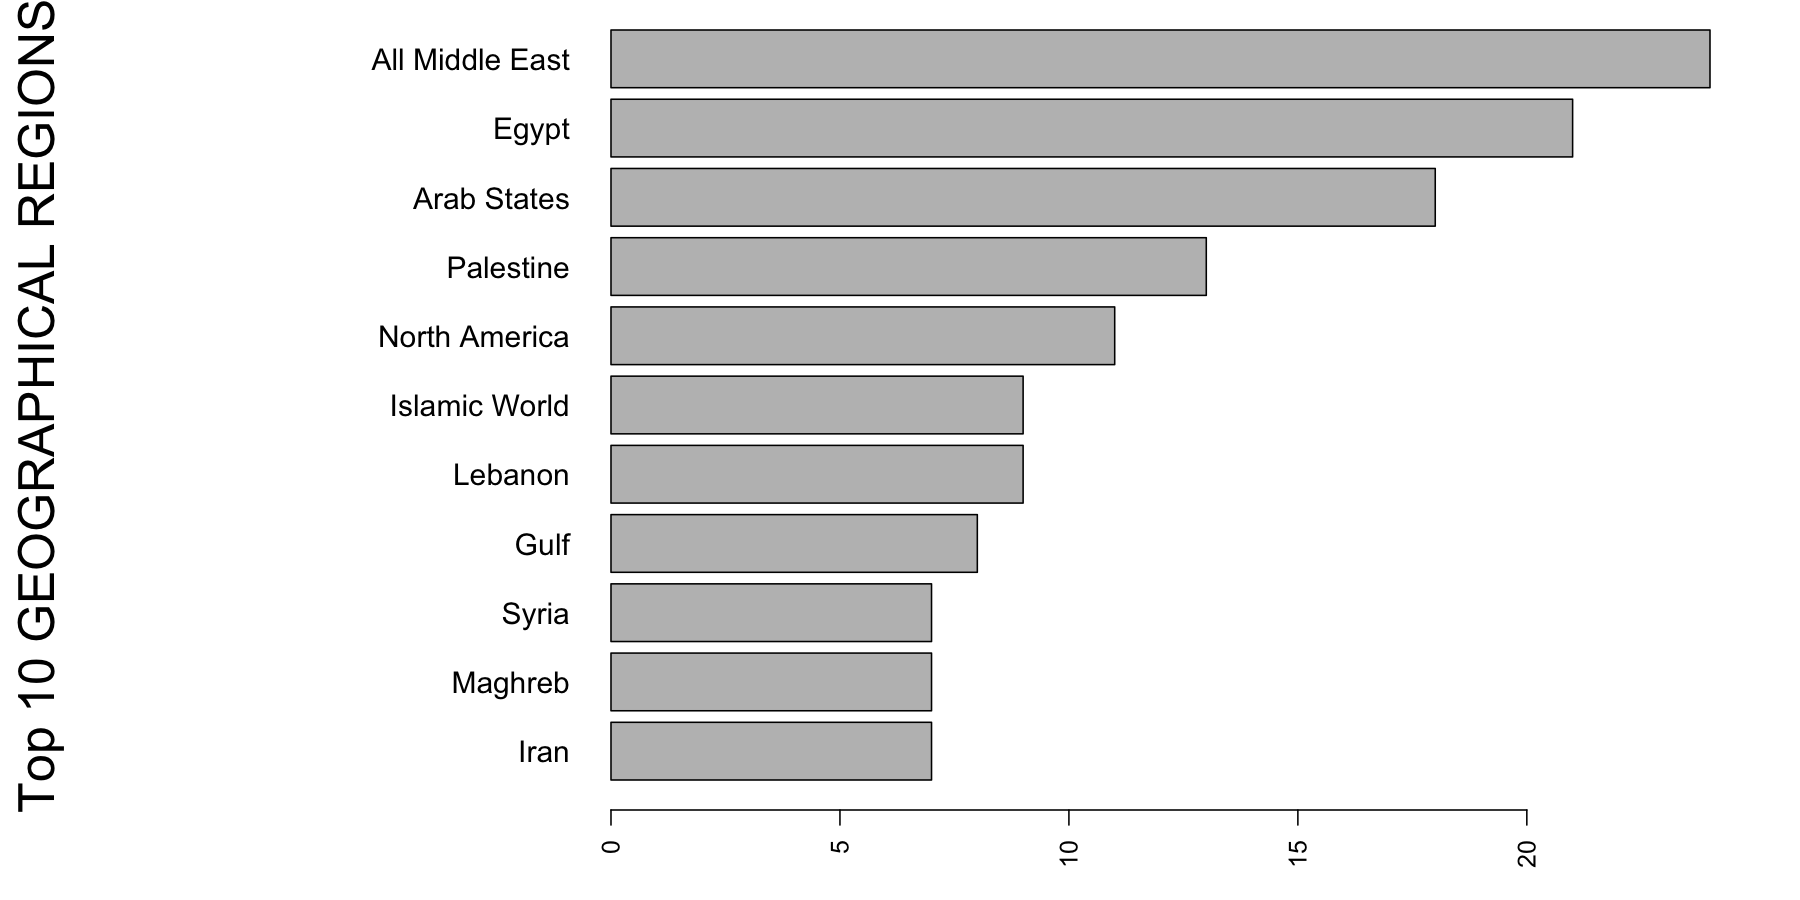 Top 10 GEOGRAPHICAL REGIONS
All Middle East
Egypt
Arab States
Palestine
North America
Islamic World
Lebanon
Gulf
Syria
Maghreb
Iran
0 5 10 15 20